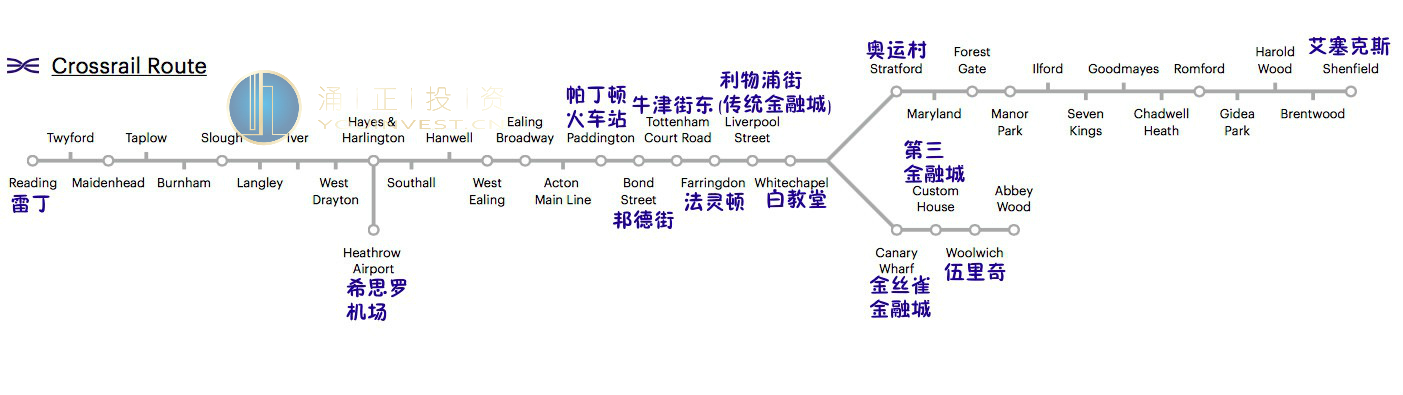 Crossrail Route
涌正投资
YOUINVEST.CN
Twyford
Taplow
Slough
Iver
Hayes &
Harlington
Hanwell
Ealing
Broadway
帕丁顿
火车站
Paddington
牛津街东
Tottenham
Court Road
利物浦街
(传统金融城)
Liverpool
Street
Reading
雷丁
Maidenhead
Burnham
Langley
West
Drayton
Southall
West
Ealing
Acton
Main Line
Bond
Street
邦德街
Farringdon
法灵顿
Whitechapel
白教堂
Heathrow
Airport
希思罗
机场
奥运村
Stratford
Forest
Gate
Ilford
Goodmayes
Romford
Harold
Wood
艾塞克斯
Shenfield
Maryland
Manor
Park
Seven
Kings
Chadwell
Heath
Gidea
Park
Brentwood
第三
金融城
Custom
House
Abbey
Wood
Canary
Wharf
金丝雀
金融城
Woolwich
伍里奇